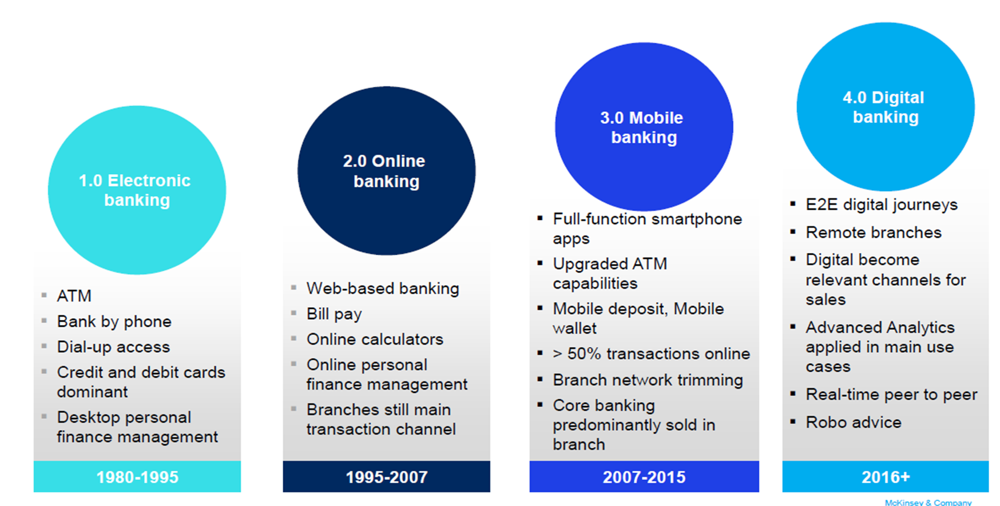 1.0 Electronic
banking
▪ ATM
▪ Bank by phone
▪ Dial-up access
▪ Credit and debit cards
dominant
▪ Desktop personal
finance management
1980-1995
2.0 Online
banking
▪ Web-based banking
▪ Bill pay
▪ Online calculators
▪ Online personal
finance management
▪ Branches still main
transaction channel
1995-2007
3.0 Mobile
banking
▪ Full-function smartphone
apps
▪ Upgraded ATM
capabilities
▪ Mobile deposit, Mobile
wallet
▪ > 50% transactions online
▪ Branch network trimming
▪ Core banking
predominantly sold in
branch
2007-2015
4.0 Digital
banking
▪ E2E digital journeys
▪ Remote branches
▪ Digital become
relevant channels for
sales
▪ Advanced Analytics
applied in main use
cases
▪ Real-time peer to peer
▪ Robo advice
2016+
McKinsey & Company